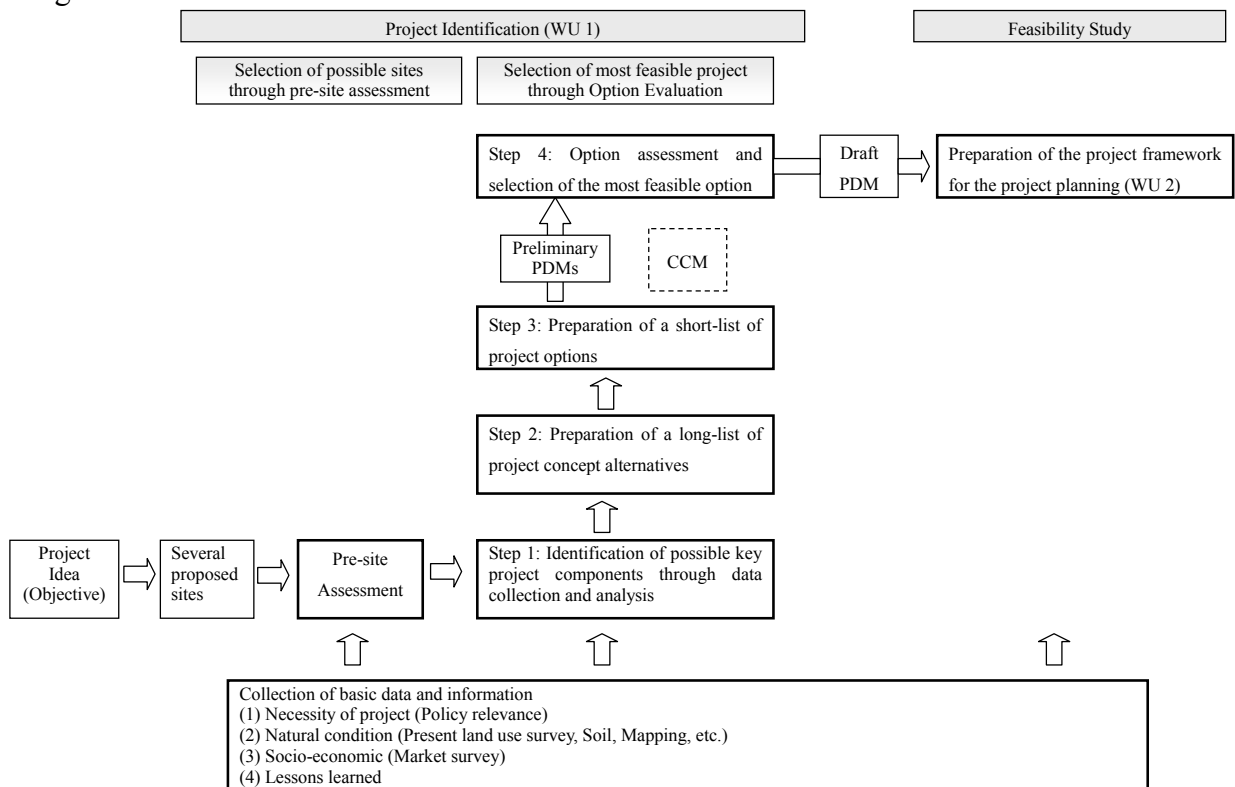 Project Identification (WU 1)
Feasibility Study
Selection of possible sites
through pre-site assessment
Selection of most feasible project
through Option Evaluation
Step 4: Option assessment and
selection of the most feasible option
Draft
PDM
Preparation of the project framework
for the project planning (WU 2)
Preliminary
PDMs
CCM
Step 3: Preparation of a short-list of
project options
Step 2: Preparation of a long-list of
project concept alternatives
Project
Idea
(Objective)
Several
proposed
sites
Pre-site
Assessment
Step 1: Identification of possible key
project components through data
collection and analysis
Collection of basic data and information
(1) Necessity of project (Policy relevance)
(2) Natural condition (Present land use survey, Soil, Mapping, etc.)
(3) Socio-economic (Market survey)
(4) Lessons learned